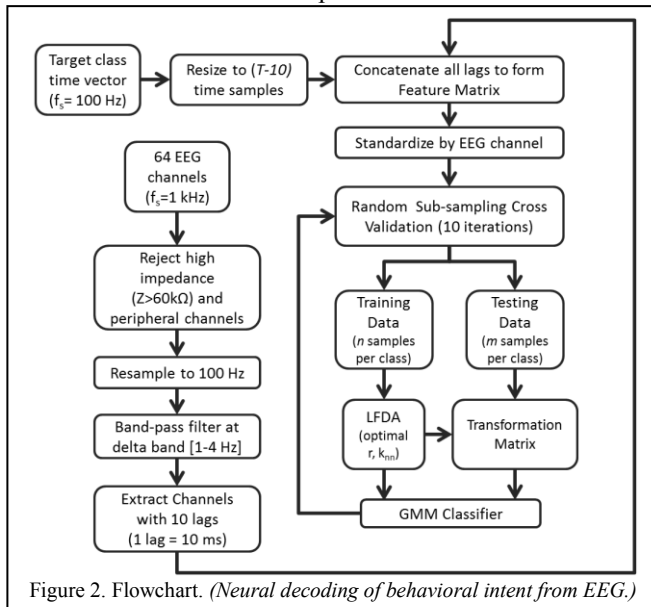 Target class
time vector
(fs= 100 Hz)
Resize to (T-10)
time samples
Concatenate all lags to form
Feature Matrix
Standardize by EEG channel
64 EEG
channels
(fs=1 kHz)
Random Sub-sampling Cross
Validation (10 iterations)
Reject high
impedance
(Z>60kΩ) and
peripheral channels
Training
Data
(n samples
per class)
Testing
Data
(m samples
per class)
Resample to 100 Hz
Band-pass filter at
delta band [1-4 Hz]
LFDA
(optimal
r, knn)
Transformation
Matrix
Extract Channels
with 10 lags
(1 lag = 10 ms)
GMM Classifier
Figure 2. Flowchart. (Neural decoding of behavioral intent from EEG.)